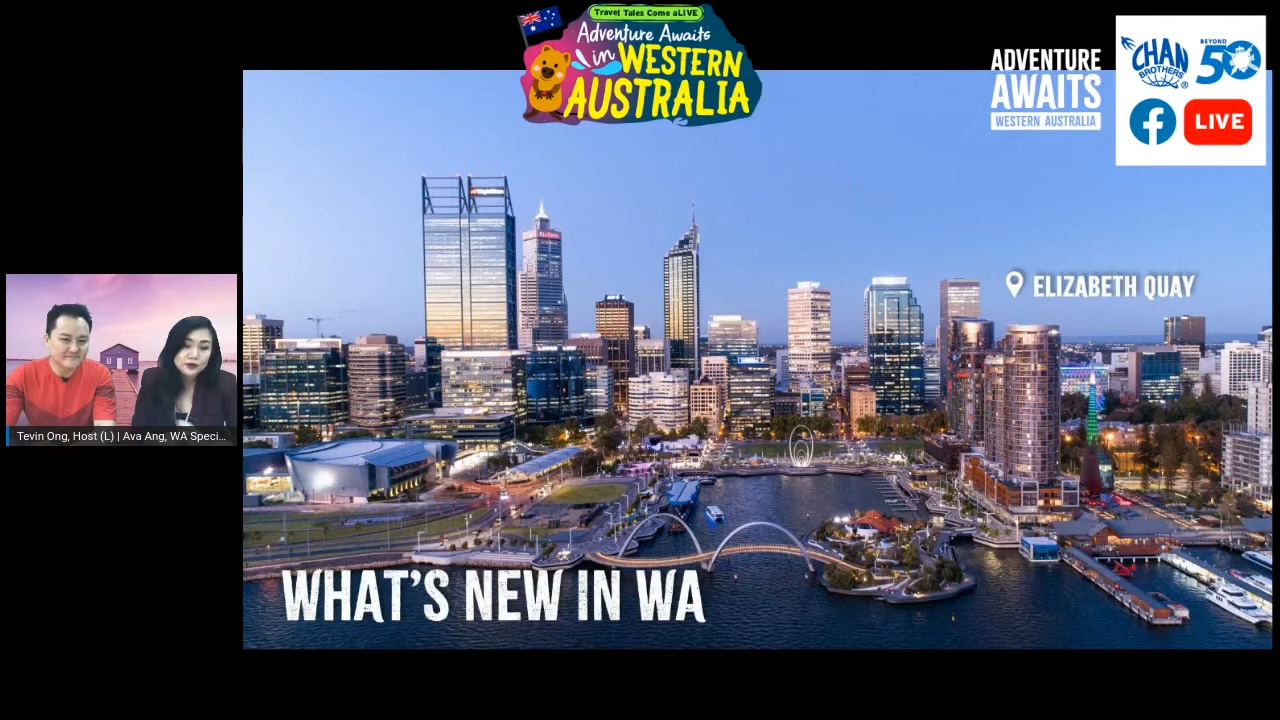 Travel Tales Come aLIVE
Adventure Awaits
in WESTERN
AUSTRALIA
ADVENTURE
AWAITS
WESTERN AUSTRALIA
CHAN
BROTHERS®
BEYOND
50
LIVE
ELIZABETH QUAY
Tevin Ong, Host (L) | Ava Ang, WA Speci...
WHAT'S NEW IN WA